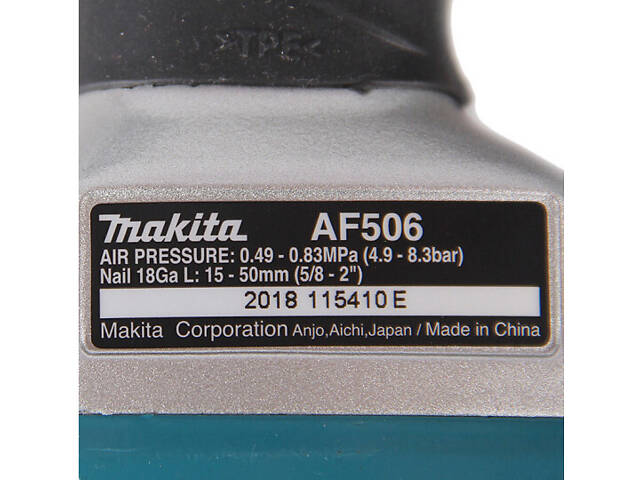 >TPE<
makita AF506
AIR PRESSURE: 0.49 - 0.83MPa (4.9 - 8.3bar)
Nail 18Ga L: 15 - 50mm (5/8 - 2")
2018 115410 E
Makita Corporation Anjo,Aichi,Japan / Made in China